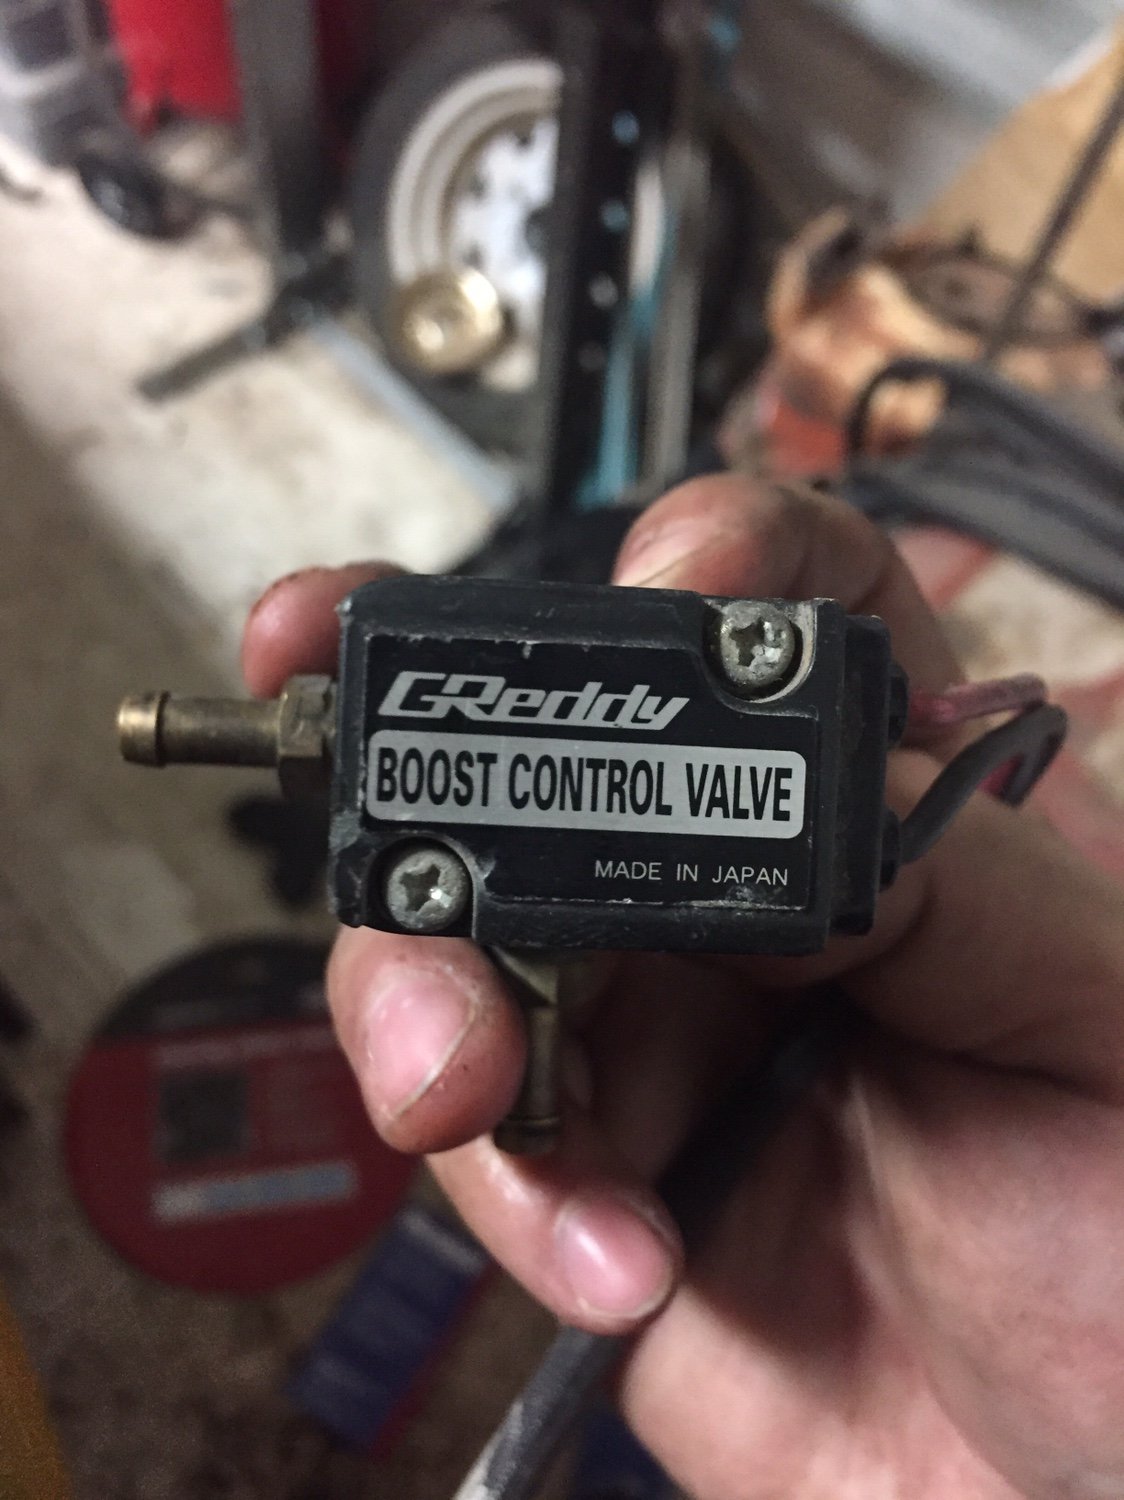 GReddy
BOOST CONTROL VALVE
MADE IN JAPAN